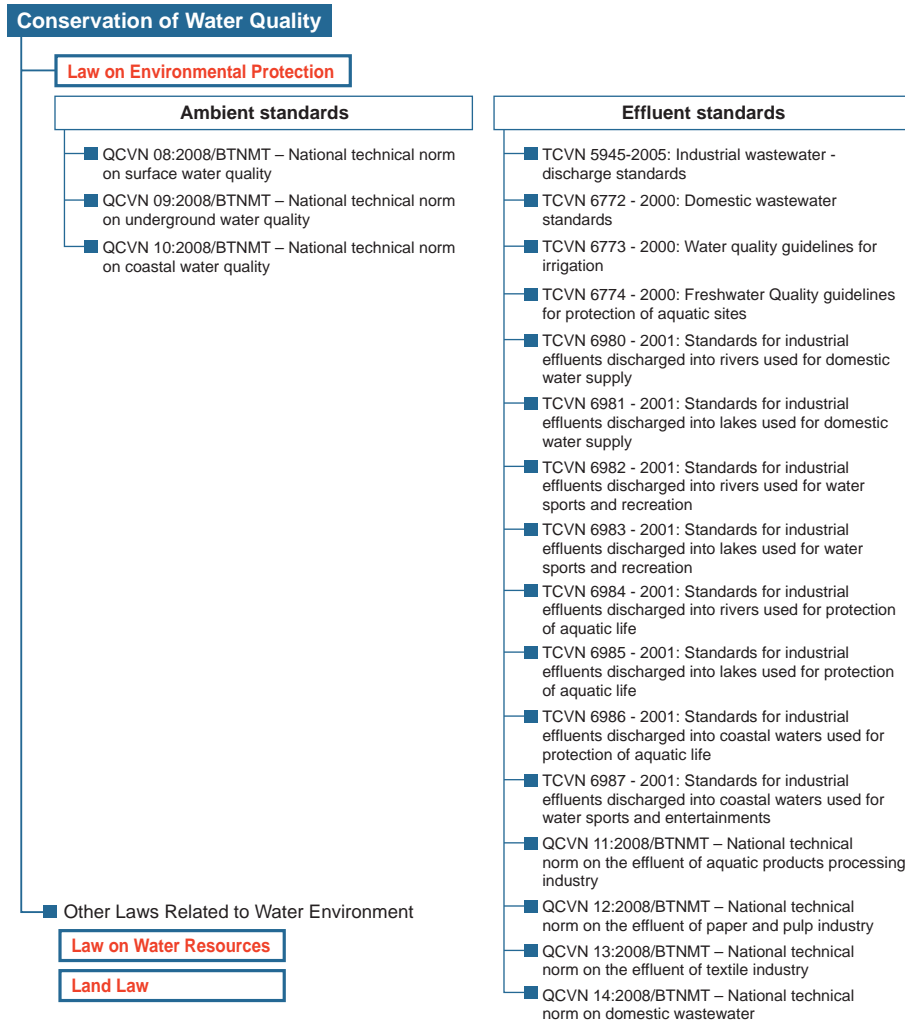 Conservation of Water Quality
Law on Environmental Protection
Ambient standards
QCVN 08:2008/BTNMT – National technical norm
on surface water quality
QCVN 09:2008/BTNMT – National technical norm
on underground water quality
QCVN 10:2008/BTNMT – National technical norm
on coastal water quality
Effluent standards
TCVN 5945-2005: Industrial wastewater -
discharge standards
TCVN 6772 - 2000: Domestic wastewater
standards
TCVN 6773 - 2000: Water quality guidelines for
irrigation
TCVN 6774 - 2000: Freshwater Quality guidelines
for protection of aquatic sites
TCVN 6980 - 2001: Standards for industrial
effluents discharged into rivers used for domestic
water supply
TCVN 6981 - 2001: Standards for industrial
effluents discharged into lakes used for domestic
water supply
TCVN 6982 - 2001: Standards for industrial
effluents discharged into rivers used for water
sports and recreation
TCVN 6983 - 2001: Standards for industrial
effluents discharged into lakes used for water
sports and recreation
TCVN 6984 - 2001: Standards for industrial
effluents discharged into rivers used for protection
of aquatic life
TCVN 6985 - 2001: Standards for industrial
effluents discharged into lakes used for protection
of aquatic life
TCVN 6986 - 2001: Standards for industrial
effluents discharged into coastal waters used for
protection of aquatic life
TCVN 6987 - 2001: Standards for industrial
effluents discharged into coastal waters used for
water sports and entertainments
QCVN 11:2008/BTNMT – National technical
norm on the effluent of aquatic products processing
industry
QCVN 12:2008/BTNMT – National technical
norm on the effluent of paper and pulp industry
QCVN 13:2008/BTNMT – National technical
norm on the effluent of textile industry
QCVN 14:2008/BTNMT – National technical
norm on domestic wastewater
Other Laws Related to Water Environment
Law on Water Resources
Land Law